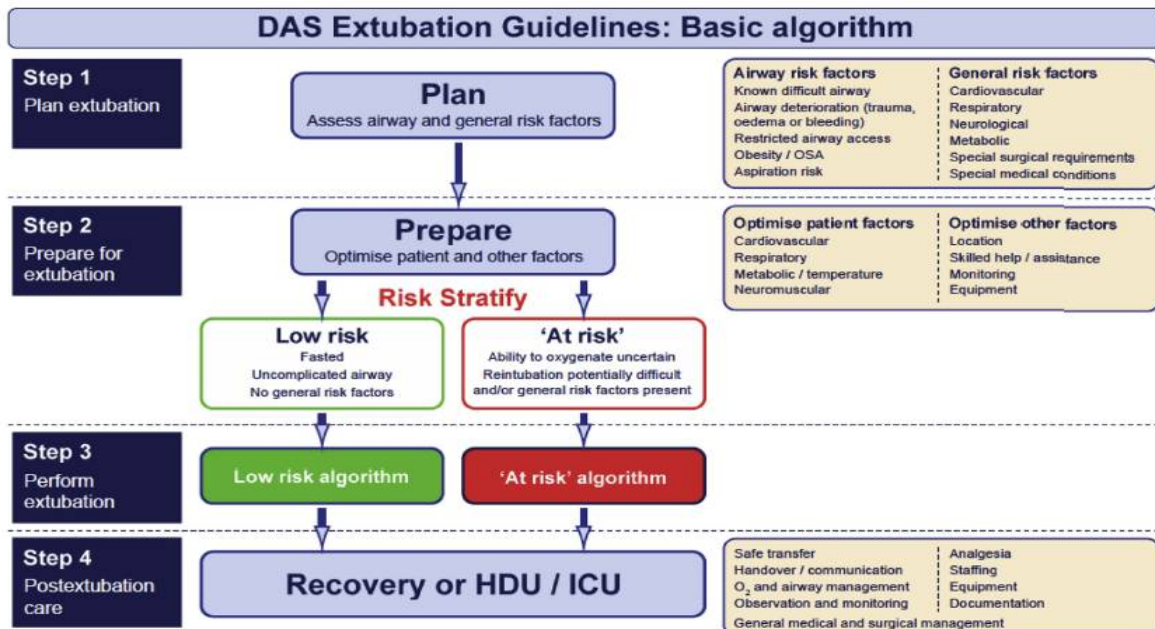 DAS Extubation Guidelines: Basic algorithm
Step 1
Plan extubation
Plan
Assess airway and general risk factors
Airway risk factors
Known difficult airway
Airway deterioration (trauma,
oedema or bleeding)
Restricted airway access
Obesity / OSA
Aspiration risk
General risk factors
Cardiovascular
Respiratory
Neurological
Metabolic
Special surgical requirements
Special medical conditions
Step 2
Prepare for
extubation
Prepare
Optimise patient and other factors
Risk Stratify
Low risk
Fasted
Uncomplicated airway
No general risk factors
'At risk'
Ability to oxygenate uncertain
Reintubation potentially difficult
and/or general risk factors present
Optimise patient factors
Cardiovascular
Respiratory
Metabolic / temperature
Neuromuscular
Optimise other factors
Location
Skilled help / assistance
Monitoring
Equipment
Step 3
Perform
extubation
Low risk algorithm
'At risk' algorithm
Step 4
Postextubation
care
Recovery or HDU / ICU
Safe transfer
Handover / communication
O₂ and airway management
Observation and monitoring
Analgesia
Staffing
Equipment
Documentation
General medical and surgical management